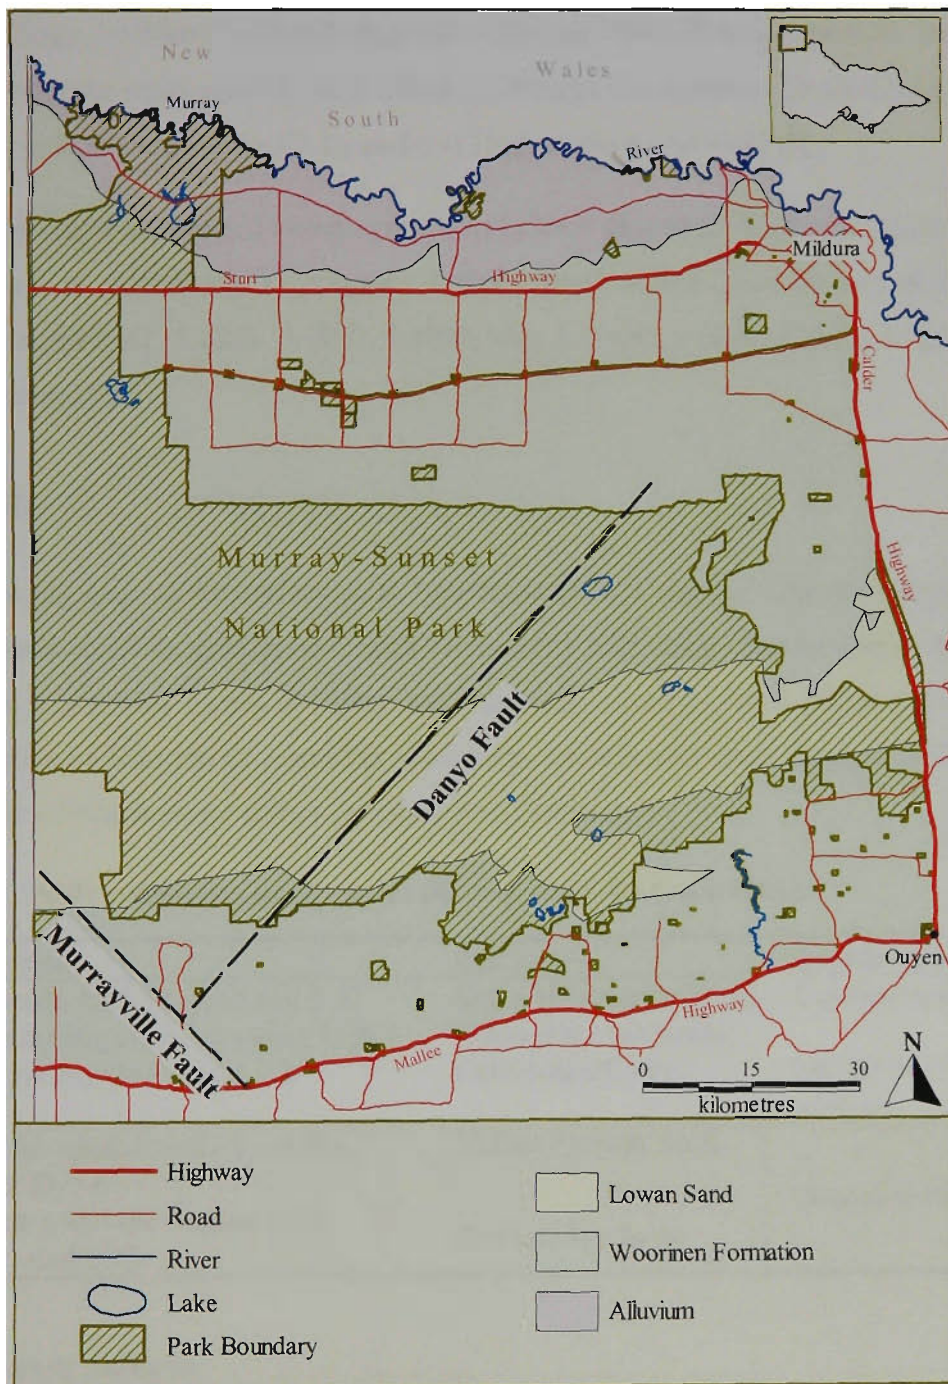 New
Wales
Murray
South
River
Mildura
Sturt
Highway
Calder
Highway
Murray-Sunset
National Park
Danyo Fault
Murrayville Fault
Ouyen
Highway
Mallee
N
0 15 30
kilometres
Highway
Road
River
Lake
Park Boundary
Lowan Sand
Woorinen Formation
Alluvium